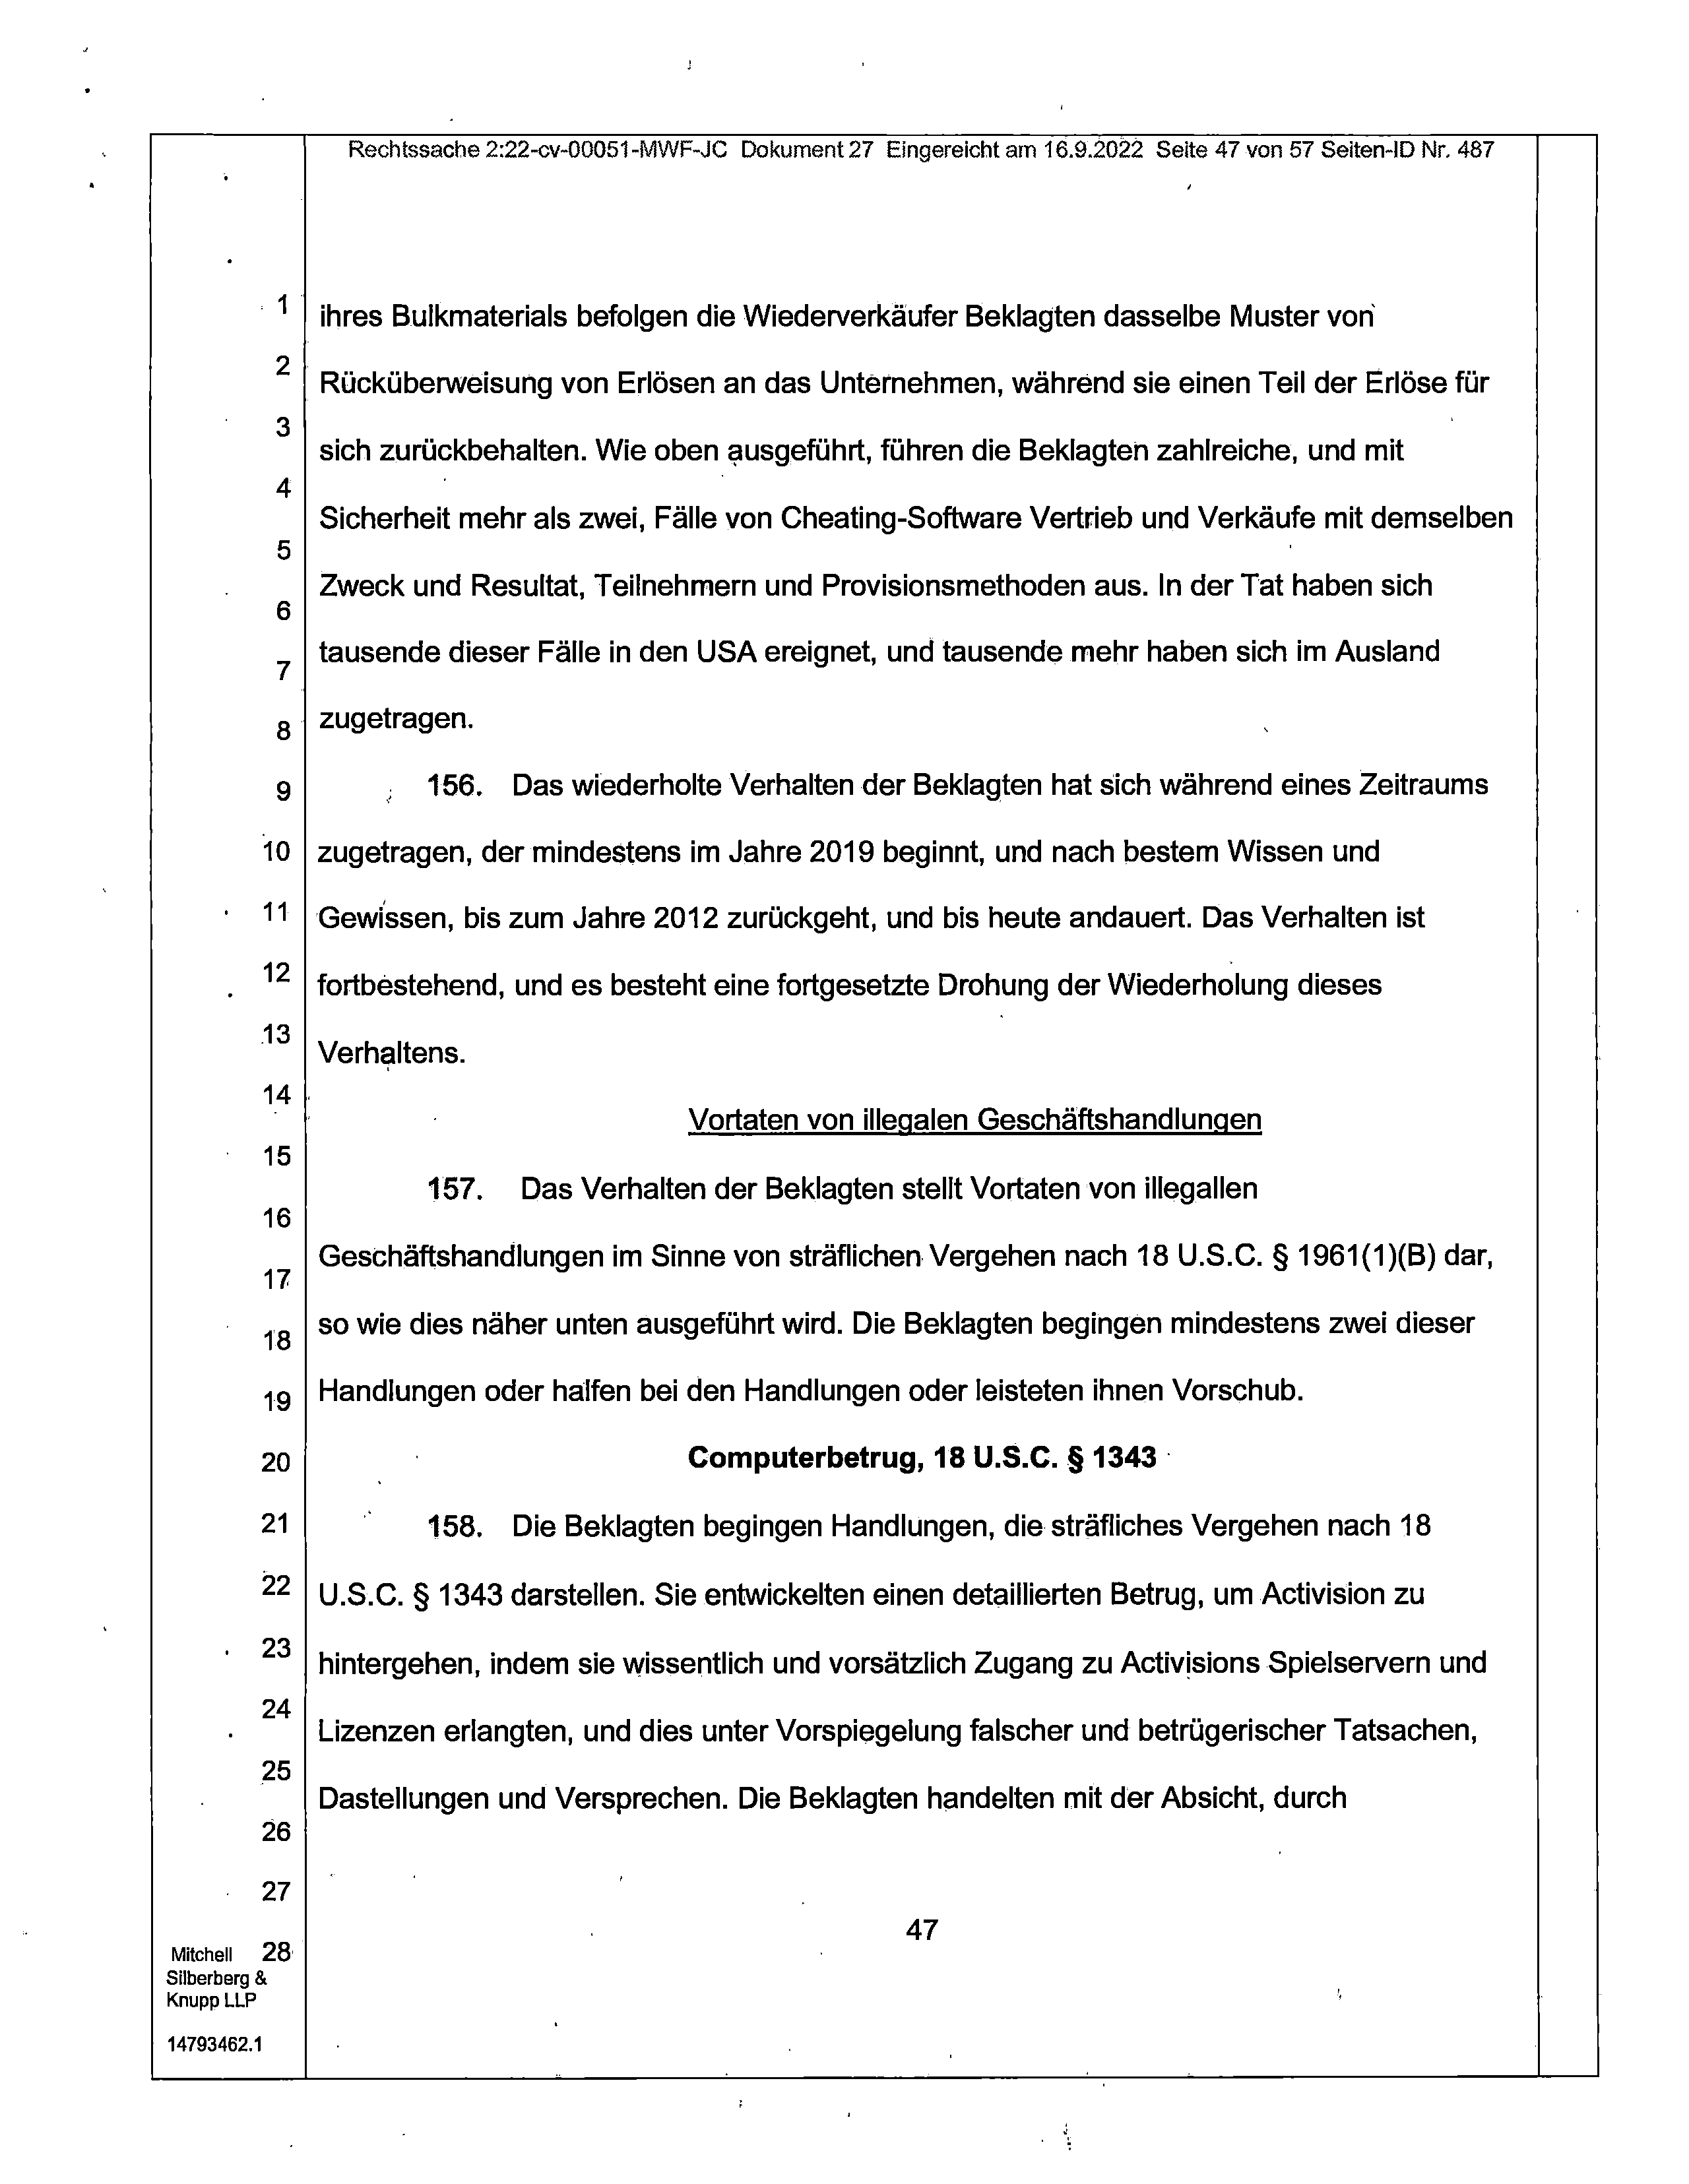 Rechtssache 2:22-cv-00051-MWF-JC Dokument 27 Eingereicht am 16.9.2022 Seite 47 von 57 Seiten-ID Nr. 487
1
ihres Bulkmaterials befolgen die Wiederverkäufer Beklagten dasselbe Muster von
2
Rücküberweisung von Erlösen an das Unternehmen, während sie einen Teil der Erlöse für
3
sich zurückbehalten. Wie oben ausgeführt, führen die Beklagten zahlreiche, und mit
4
Sicherheit mehr als zwei, Fälle von Cheating-Software Vertrieb und Verkäufe mit demselben
5
Zweck und Resultat, Teilnehmern und Provisionsmethoden aus. In der Tat haben sich
6
tausende dieser Fälle in den USA ereignet, und tausende mehr haben sich im Ausland
7
zugetragen.
8
9 156. Das wiederholte Verhalten der Beklagten hat sich während eines Zeitraums
10 zugetragen, der mindestens im Jahre 2019 beginnt, und nach bestem Wissen und
11 Gewissen, bis zum Jahre 2012 zurückgeht, und bis heute andauert. Das Verhalten ist
12 fortbestehend, und es besteht eine fortgesetzte Drohung der Wiederholung dieses
13
Verhaltens.
14
Vortaten von illegalen Geschäftshandlungen
15
157. Das Verhalten der Beklagten stellt Vortaten von illegallen
16
Geschäftshandlungen im Sinne von sträflichen Vergehen nach 18 U.S.C. § 1961(1)(B) dar,
17
so wie dies näher unten ausgeführt wird. Die Beklagten begingen mindestens zwei dieser
18
Handlungen oder halfen bei den Handlungen oder leisteten ihnen Vorschub.
19
20 Computerbetrug, 18 U.S.C. § 1343
21 158. Die Beklagten begingen Handlungen, die sträfliches Vergehen nach 18
22 U.S.C. § 1343 darstellen. Sie entwickelten einen detaillierten Betrug, um Activision zu
23 hintergehen, indem sie wissentlich und vorsätzlich Zugang zu Activisions Spielservern und
24
Lizenzen erlangten, und dies unter Vorspiegelung falscher und betrügerischer Tatsachen,
25
Dastellungen und Versprechen. Die Beklagten handelten mit der Absicht, durch
26
27
47
28
Mitchell
Silberberg &
Knupp LLP
14793462.1